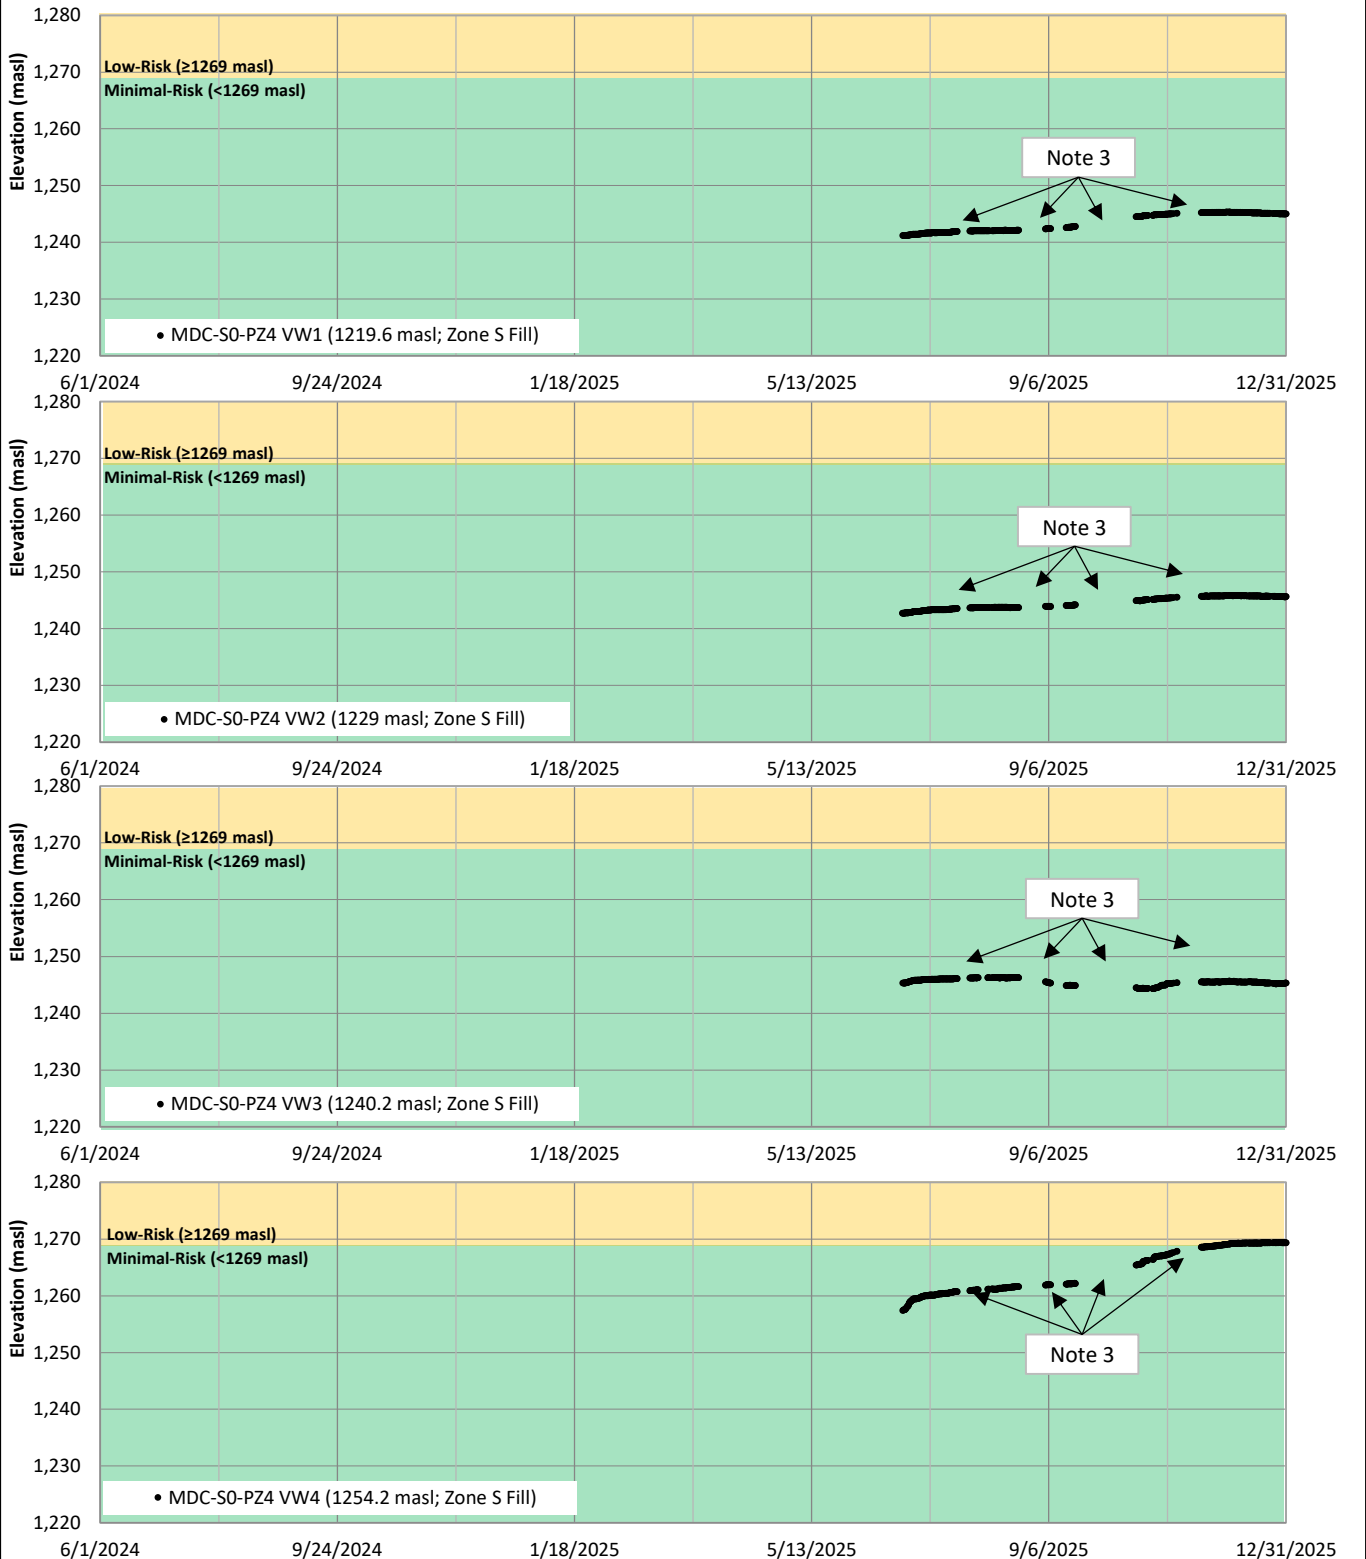 1,280
1,270
1,260
1,250
1,240
1,230
1,220
Elevation (masl)
Low-Risk (≥1269 masl)
Minimal-Risk (<1269 masl)
Note 3
MDC-S0-PZ4 VW1 (1219.6 masl; Zone S Fill)
6/1/2024 9/24/2024 1/18/2025 5/13/2025 9/6/2025 12/31/2025
1,280
1,270
1,260
1,250
1,240
1,230
1,220
Elevation (masl)
Low-Risk (≥1269 masl)
Minimal-Risk (<1269 masl)
Note 3
MDC-S0-PZ4 VW2 (1229 masl; Zone S Fill)
6/1/2024 9/24/2024 1/18/2025 5/13/2025 9/6/2025 12/31/2025
1,280
1,270
1,260
1,250
1,240
1,230
1,220
Elevation (masl)
Low-Risk (≥1269 masl)
Minimal-Risk (<1269 masl)
Note 3
MDC-S0-PZ4 VW3 (1240.2 masl; Zone S Fill)
6/1/2024 9/24/2024 1/18/2025 5/13/2025 9/6/2025 12/31/2025
1,280
1,270
1,260
1,250
1,240
1,230
1,220
Elevation (masl)
Low-Risk (≥1269 masl)
Minimal-Risk (<1269 masl)
Note 3
MDC-S0-PZ4 VW4 (1254.2 masl; Zone S Fill)
6/1/2024 9/24/2024 1/18/2025 5/13/2025 9/6/2025 12/31/2025